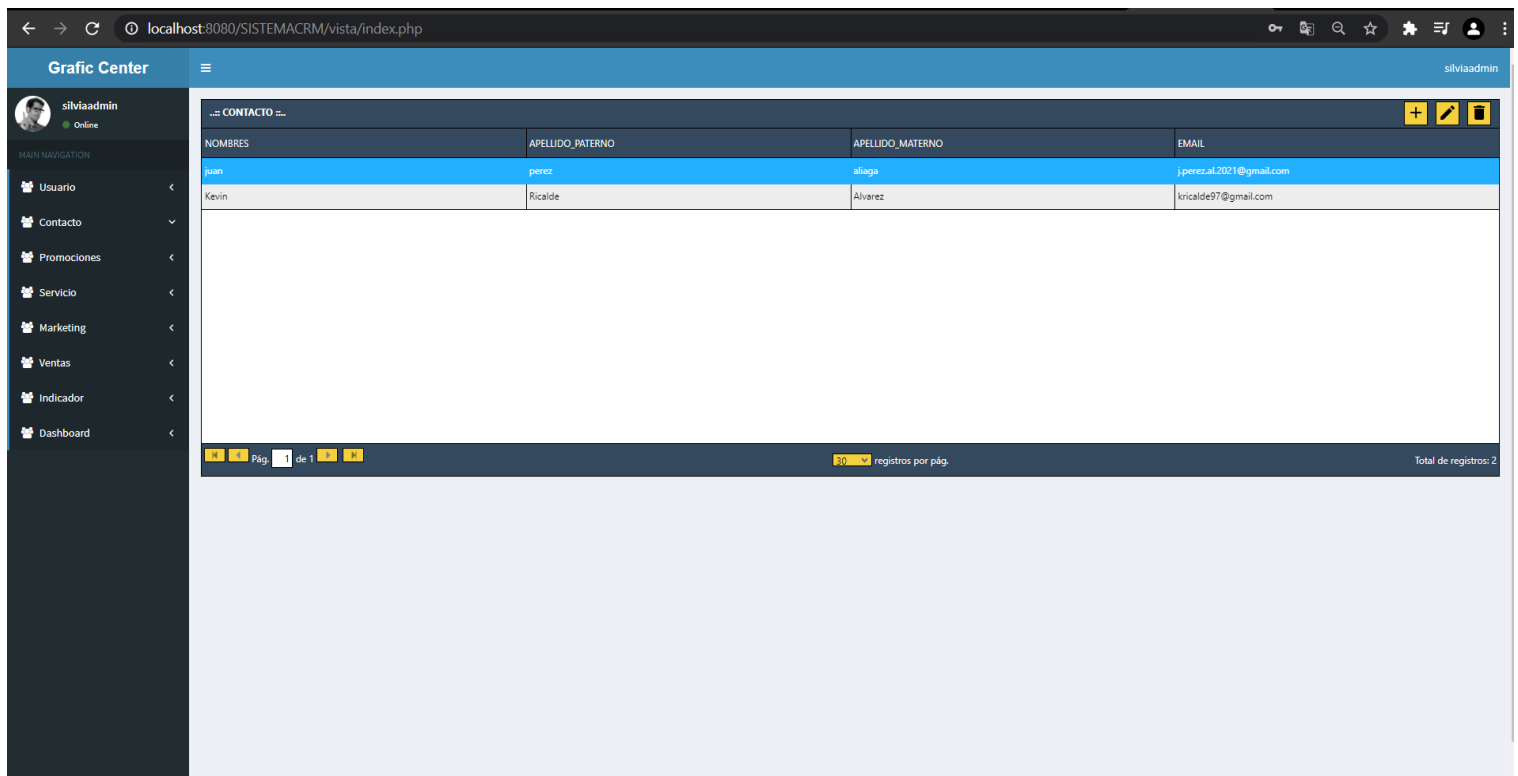 localhost:8080/SISTEMACRM/vista/index.php
Grafic Center
silviaadmin
silviaadmin
Online
MAIN NAVIGATION
Usuario
Contacto
Promociones
Servicio
Marketing
Ventas
Indicador
Dashboard
..:: CONTACTO ::..
NOMBRES APELLIDO_PATERNO APELLIDO_MATERNO EMAIL
juan perez aliaga j.perez.al.2021@gmail.com
Kevin Ricalde Alvarez kricalde97@gmail.com
Pág. 1 de 1 30 registros por pág. Total de registros: 2